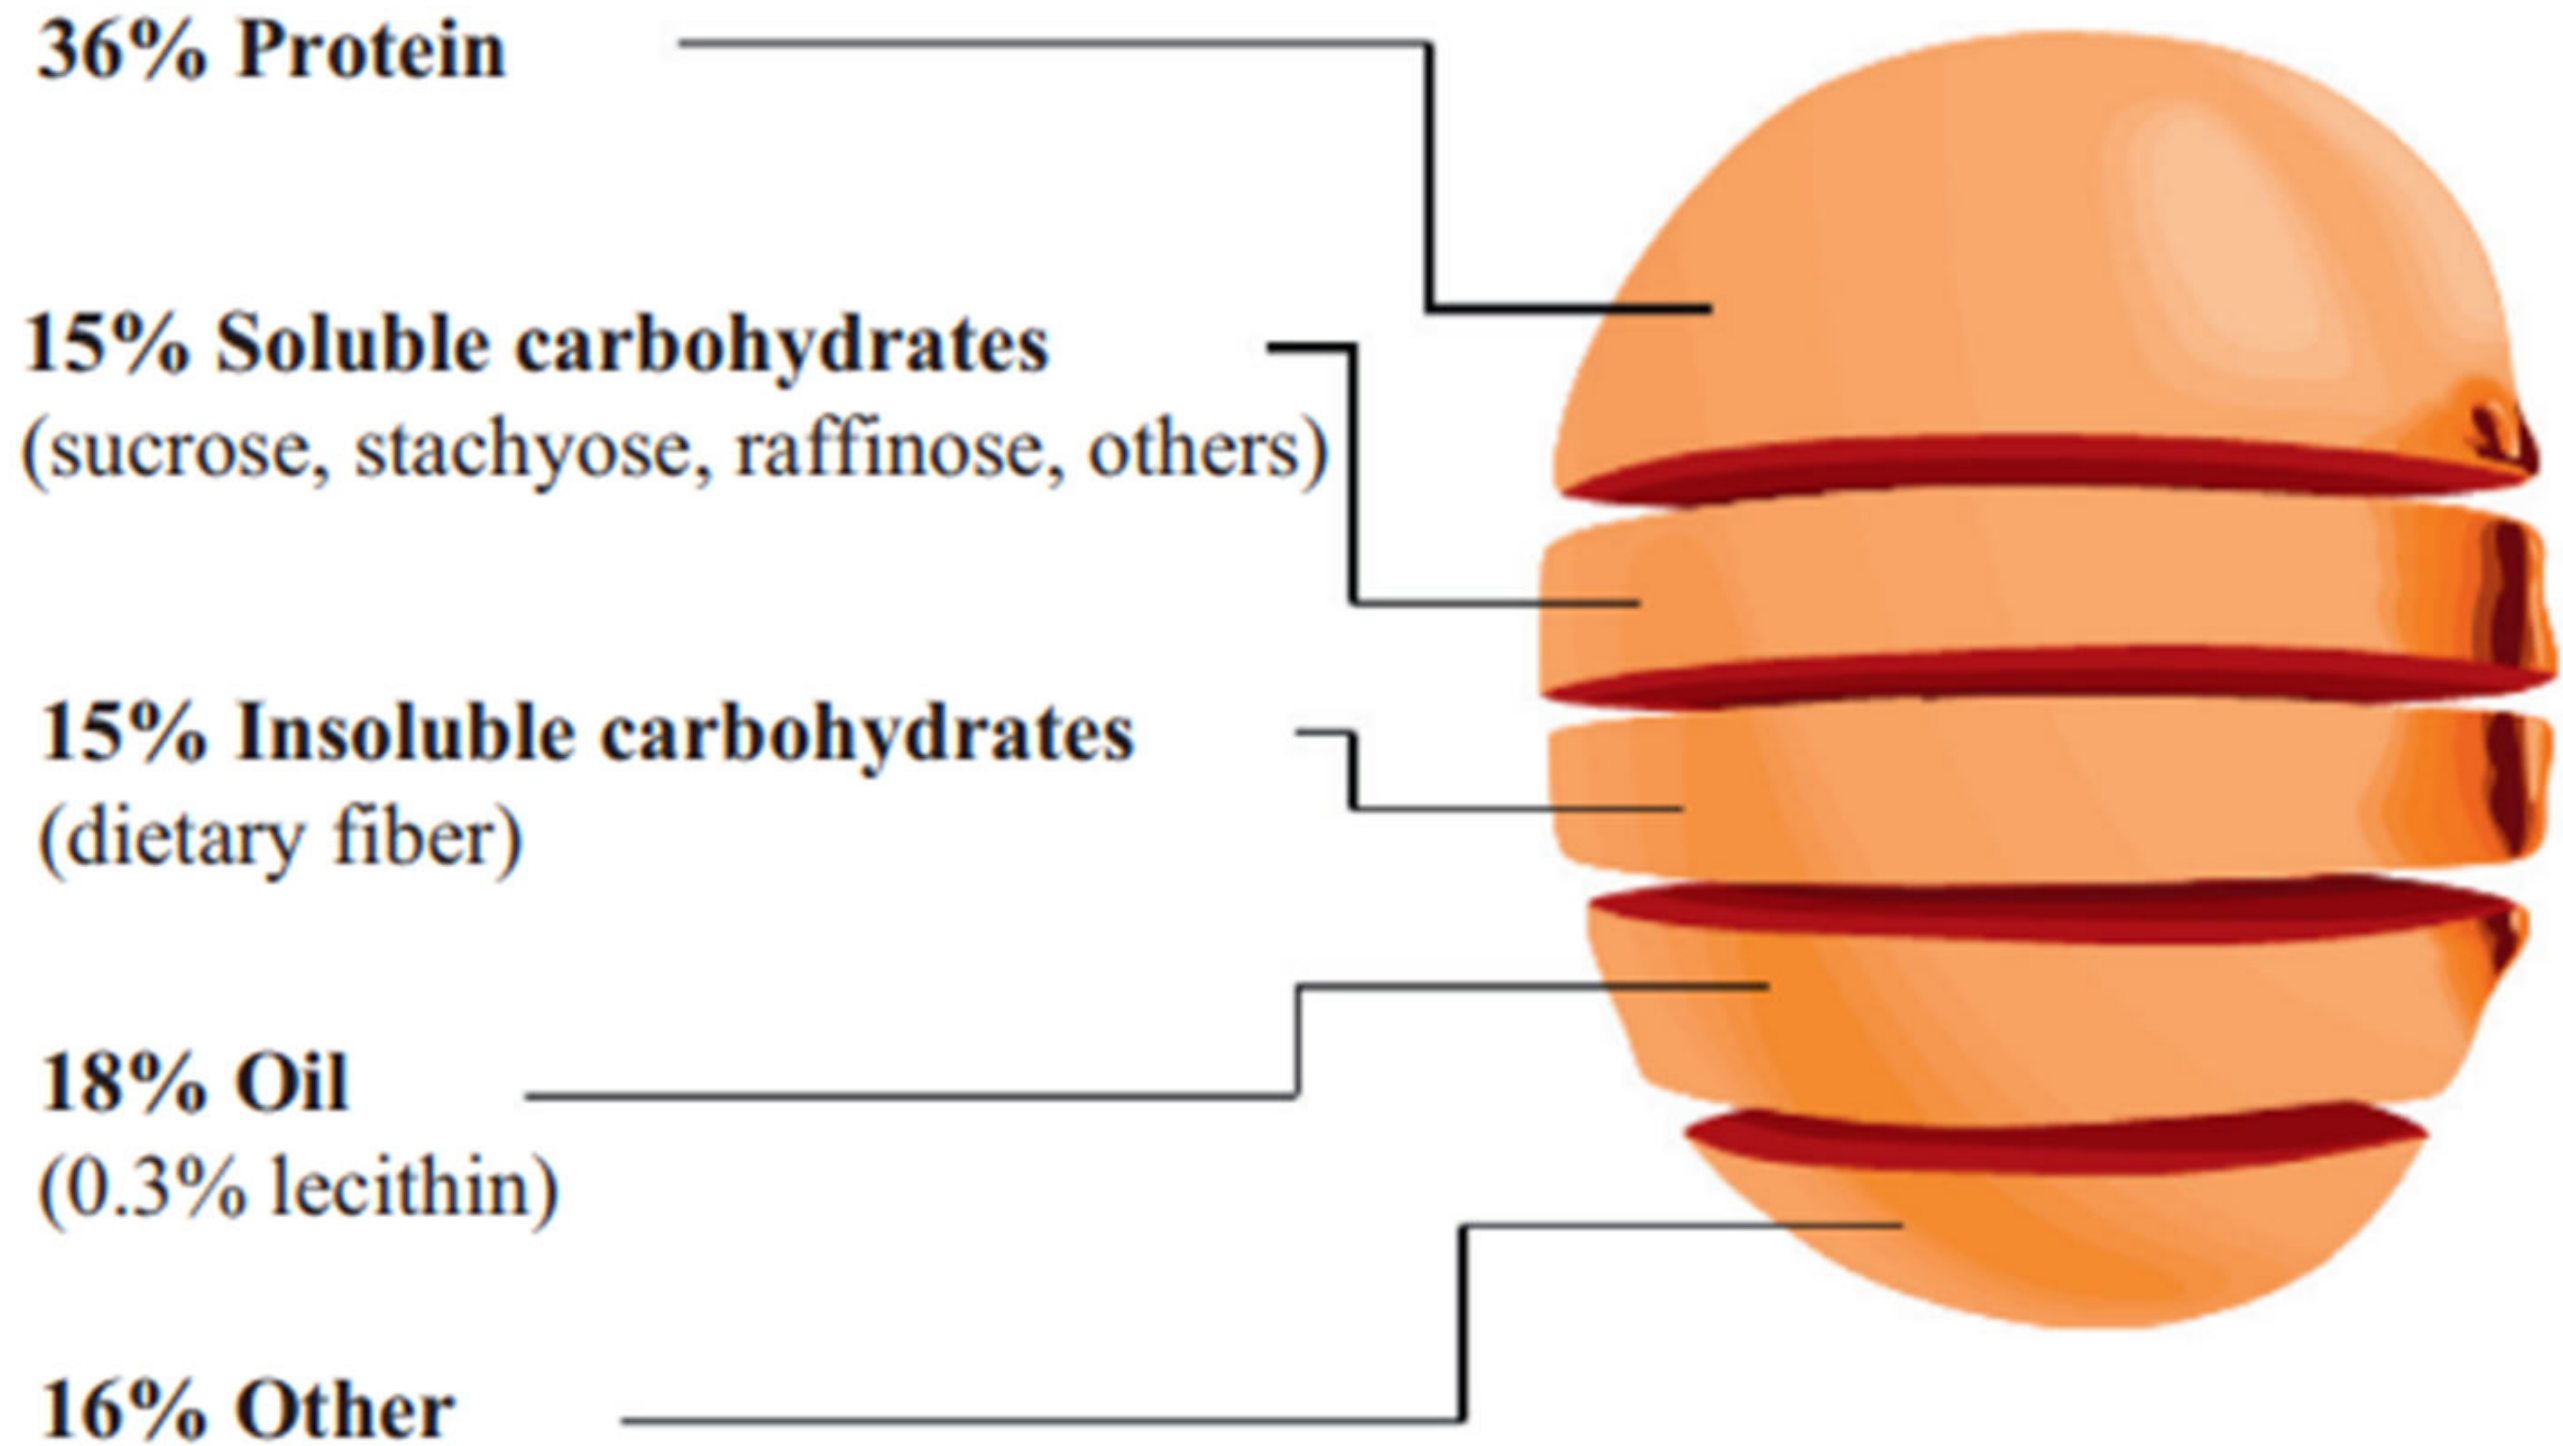 36% Protein
15% Soluble carbohydrates
(sucrose, stachyose, raffinose, others)
15% Insoluble carbohydrates
(dietary fiber)
18% Oil
(0.3% lecithin)
16% Other